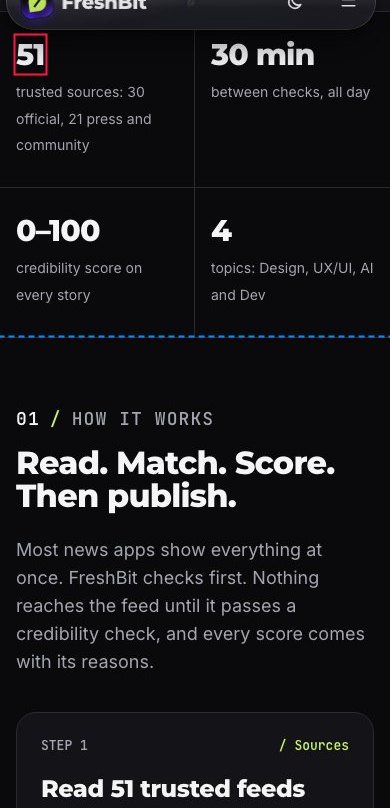 FreshBit
51
trusted sources: 30
official, 21 press and
community
30 min
between checks, all day
0–100
credibility score on
every story
4
topics: Design, UX/UI, AI
and Dev
01 / HOW IT WORKS
Read. Match. Score.
Then publish.
Most news apps show everything at
once. FreshBit checks first. Nothing
reaches the feed until it passes a
credibility check, and every score comes
with its reasons.
STEP 1
/ Sources
Read 51 trusted feeds